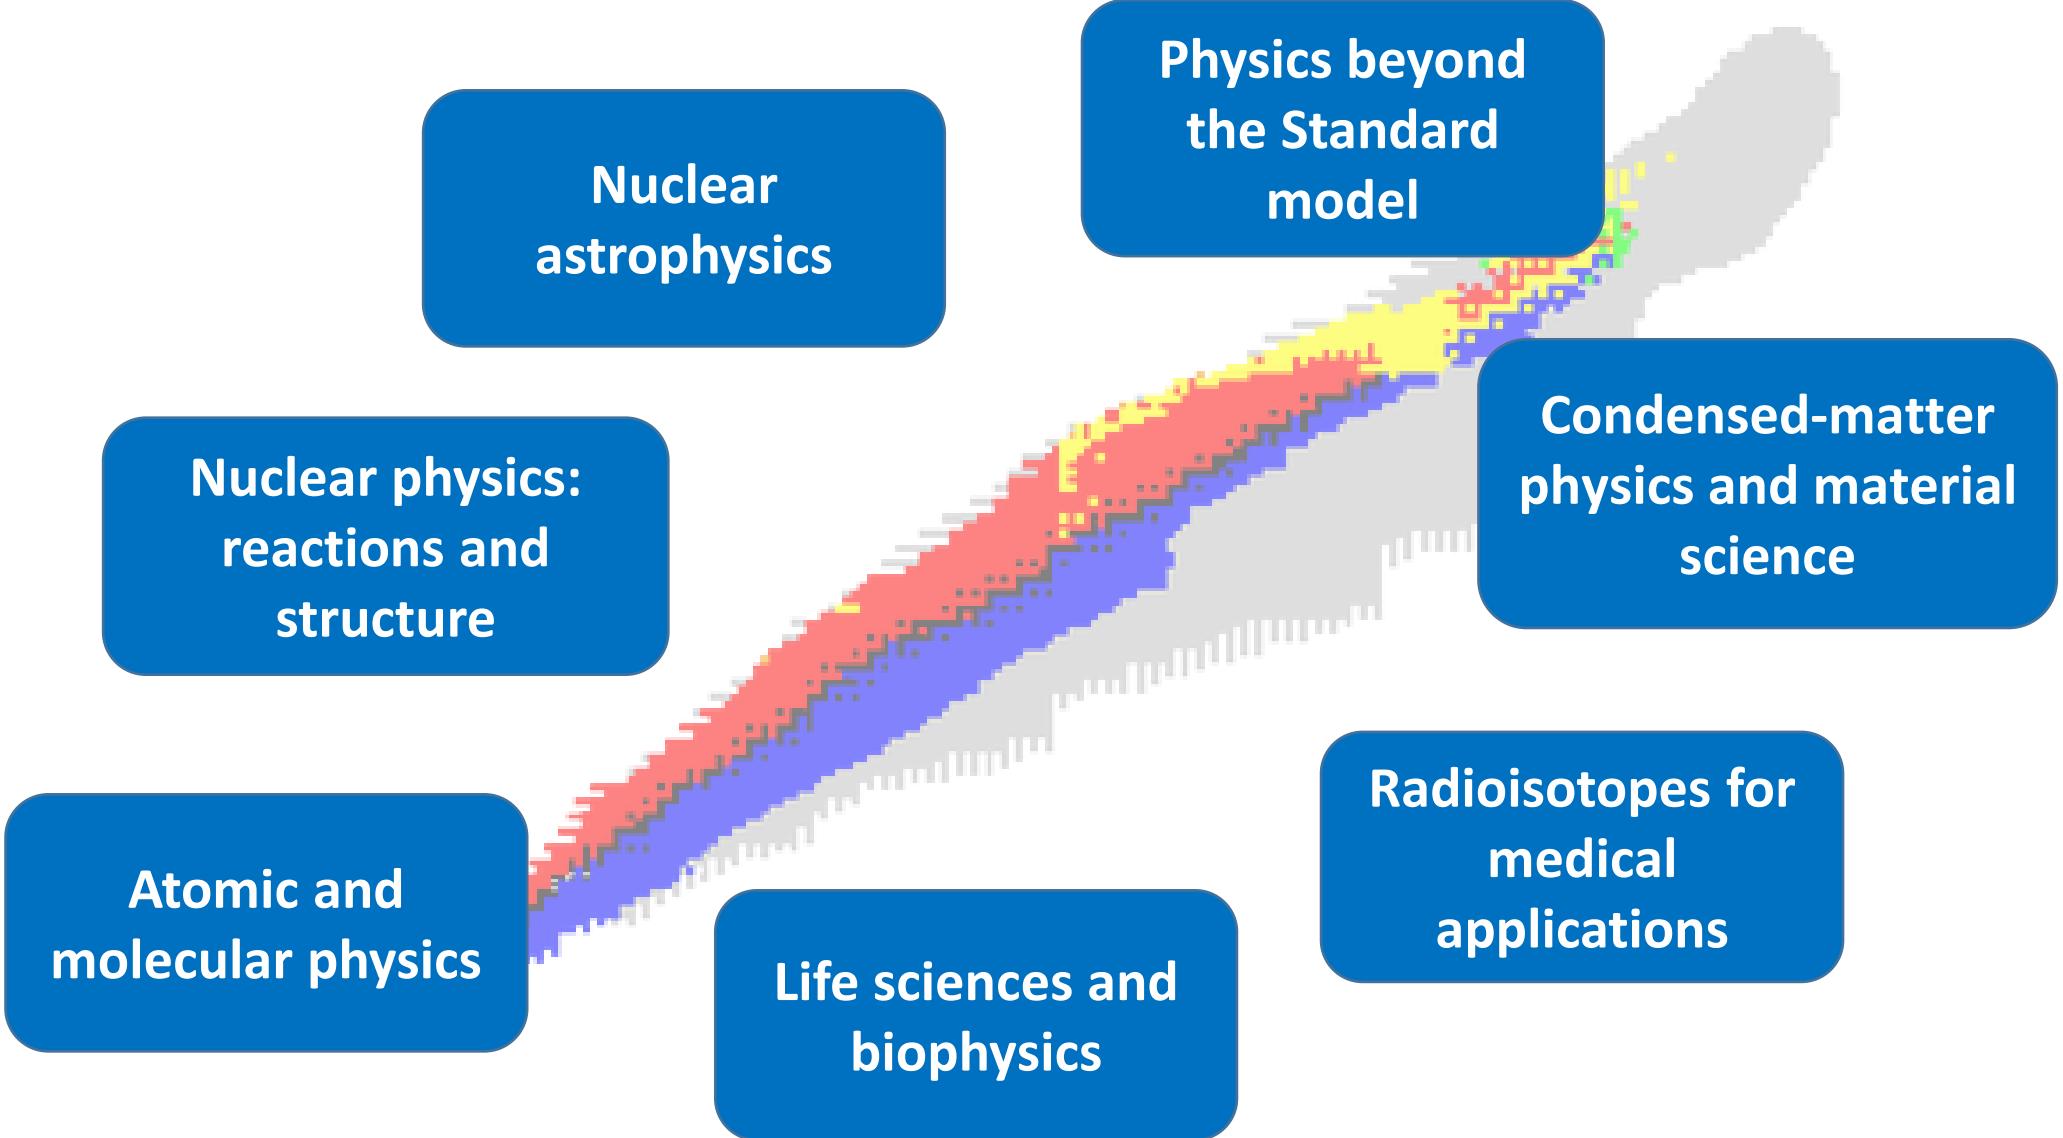 Physics beyond
the Standard
model
Nuclear
astrophysics
Condensed-matter
physics and material
science
Nuclear physics:
reactions and
structure
Radioisotopes for
medical
applications
Atomic and
molecular physics
Life sciences and
biophysics